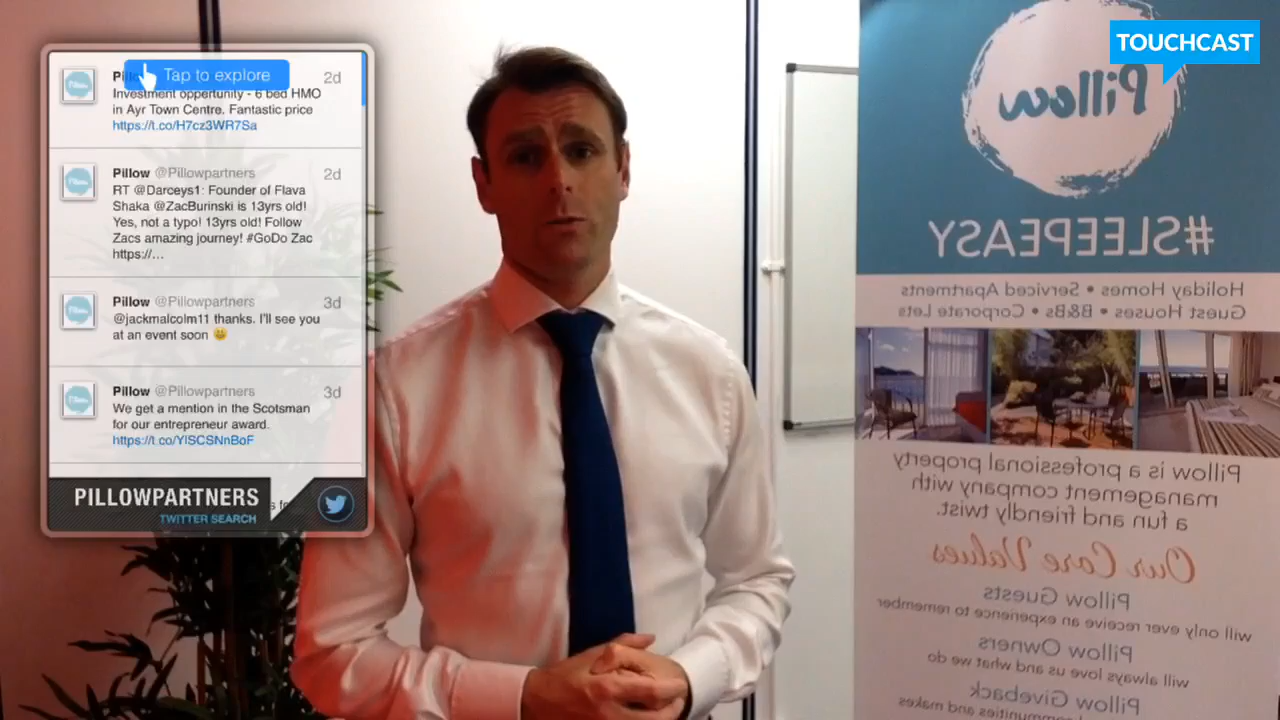 TOUCHCAST
Tap to explore
2d
Investment oppertunity - 6 bed HMO
in Ayr Town Centre. Fantastic price
https://t.co/H7cz3WR7Sa
Pillow @Pillowpartners 2d
RT @Darceys1: Founder of Flava
Shaka @ZacBurinski is 13yrs old!
Yes, not a typo! 13yrs old! Follow
Zacs amazing journey! #GoDo Zac
https://...
Pillow @Pillowpartners 3d
@jackmalcolm11 thanks. I'll see you
at an event soon 😀
Pillow @Pillowpartners 3d
We get a mention in the Scotsman
for our entrepreneur award.
https://t.co/YlSCSNnBoF
PILLOWPARTNERS
TWITTER SEARCH
Pillow
#SLEEPEASY
Holiday Homes • Serviced Apartments
Guest Houses • B&Bs • Corporate Lets
Pillow is a professional property
management company with
a fun and friendly twist.
Our Core Values
Pillow Guests
will only ever receive an experience to remember
Pillow Owners
will always love us and what we do
Pillow Giveback
communities and makes